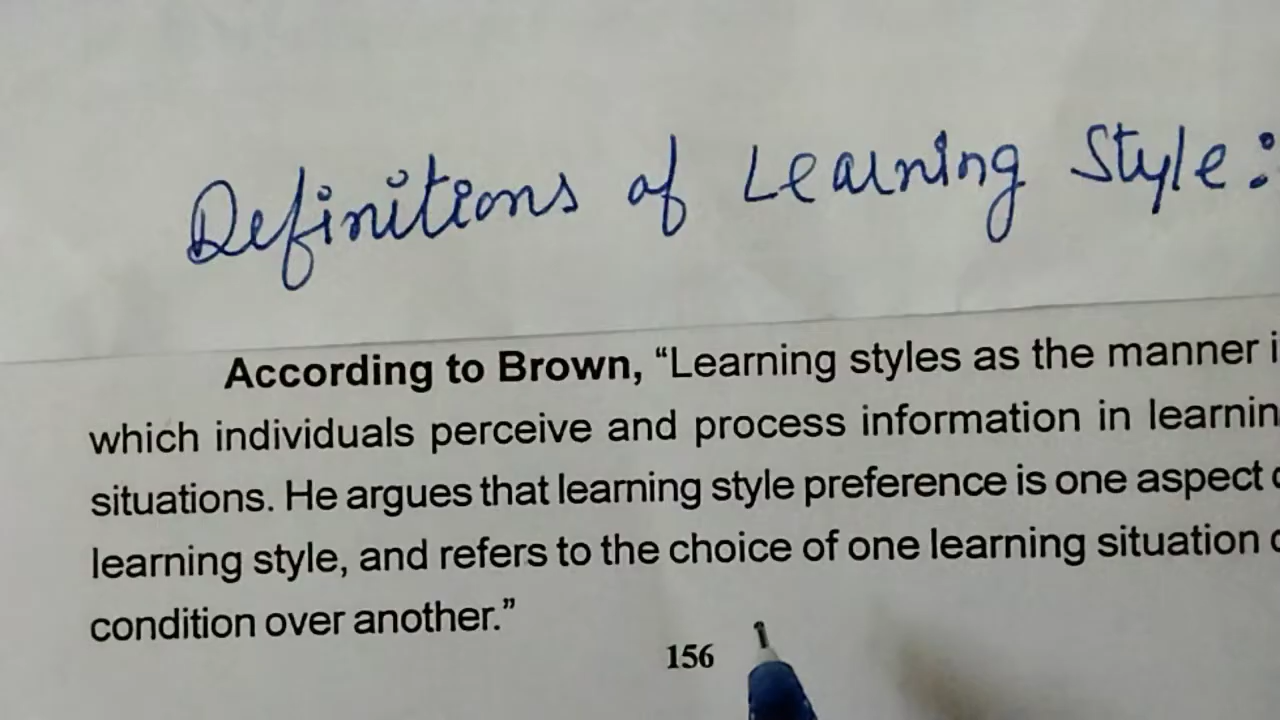 Definitions of Learning Style:
According to Brown, “Learning styles as the manner i
which individuals perceive and process information in learnin
situations. He argues that learning style preference is one aspect o
learning style, and refers to the choice of one learning situation o
condition over another.”
156